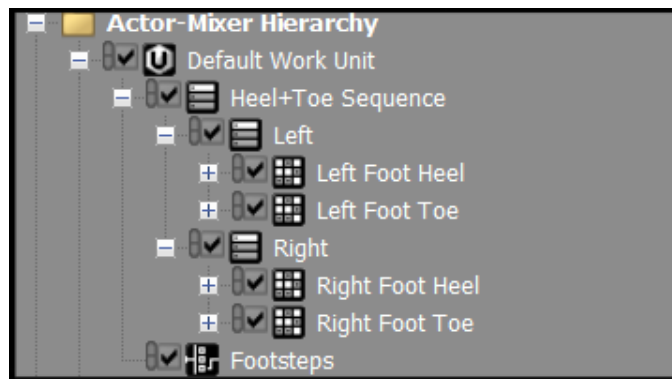 Actor-Mixer Hierarchy
Default Work Unit
Heel+Toe Sequence
Left
Left Foot Heel
Left Foot Toe
Right
Right Foot Heel
Right Foot Toe
Footsteps